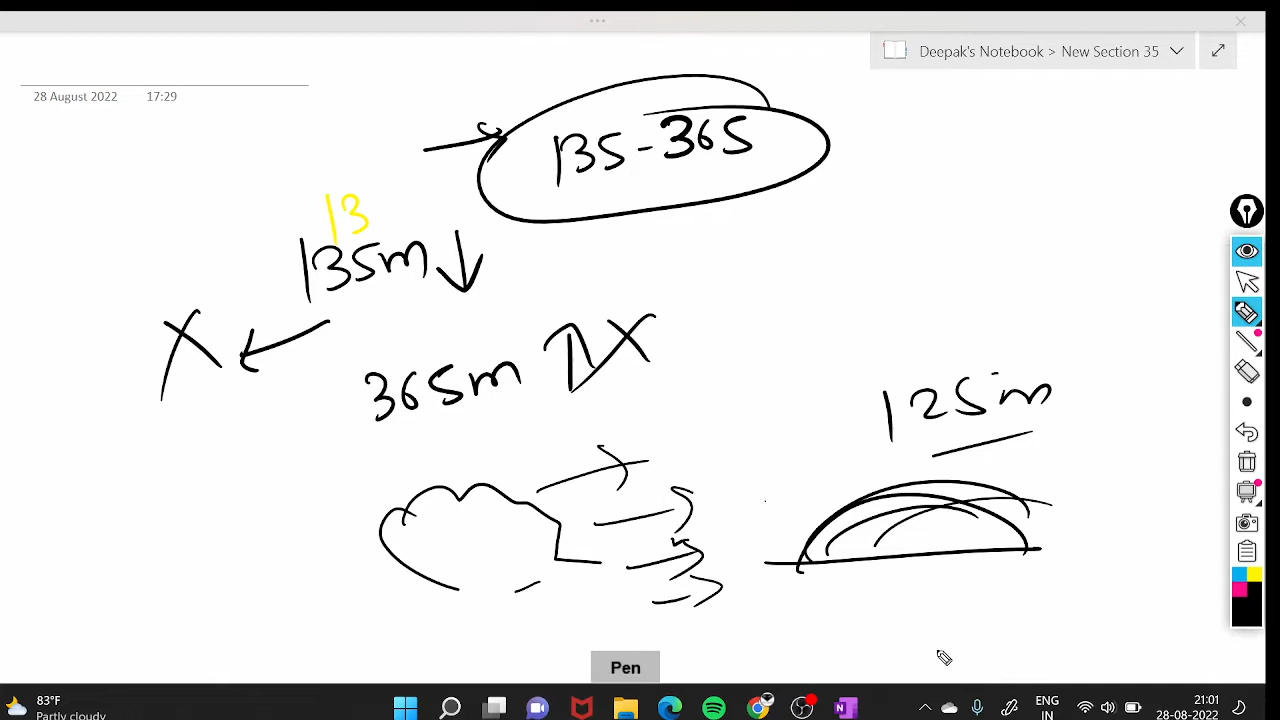 Deepak's Notebook > New Section 35
28 August 2022 17:29
135-365
13
135m
X
365m X
125m
Pen
83°F
Partly cloudy
ENG
IN
21:01
28-08-2022